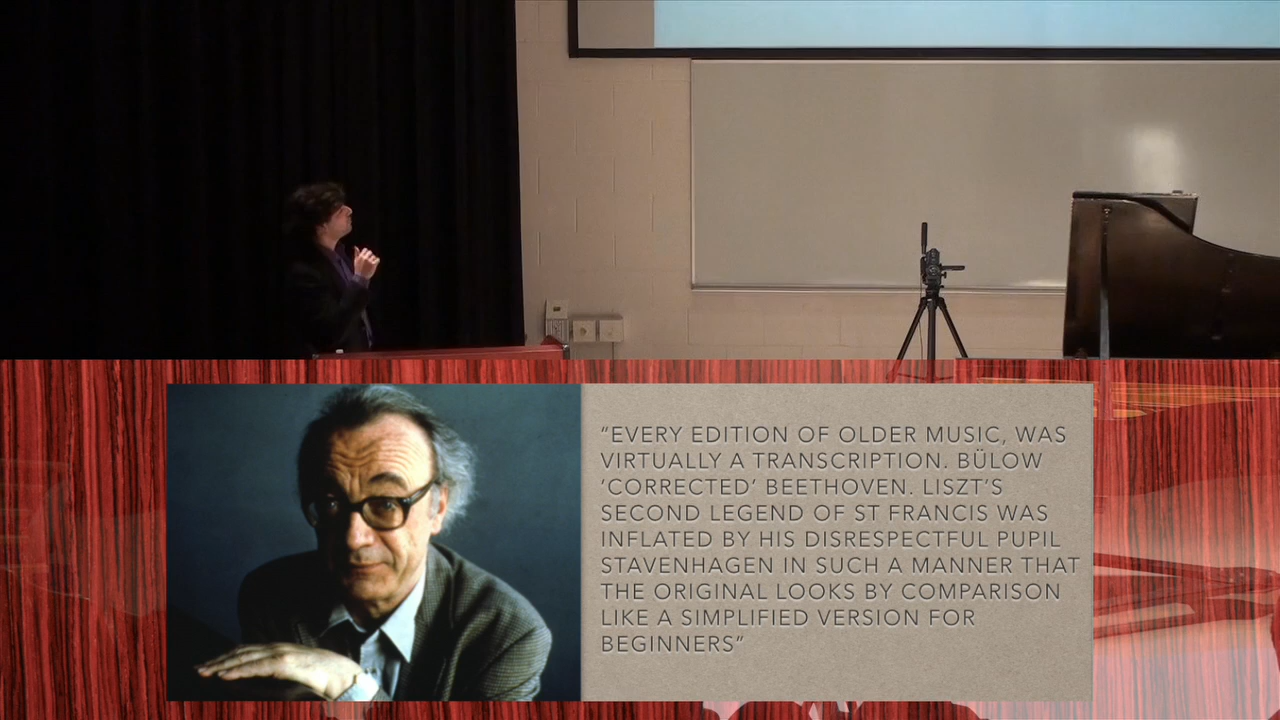 “EVERY EDITION OF OLDER MUSIC, WAS
VIRTUALLY A TRANSCRIPTION. BÜLOW
‘CORRECTED’ BEETHOVEN. LISZT’S
SECOND LEGEND OF ST FRANCIS WAS
INFLATED BY HIS DISRESPECTFUL PUPIL
STAVENHAGEN IN SUCH A MANNER THAT
THE ORIGINAL LOOKS BY COMPARISON
LIKE A SIMPLIFIED VERSION FOR
BEGINNERS”